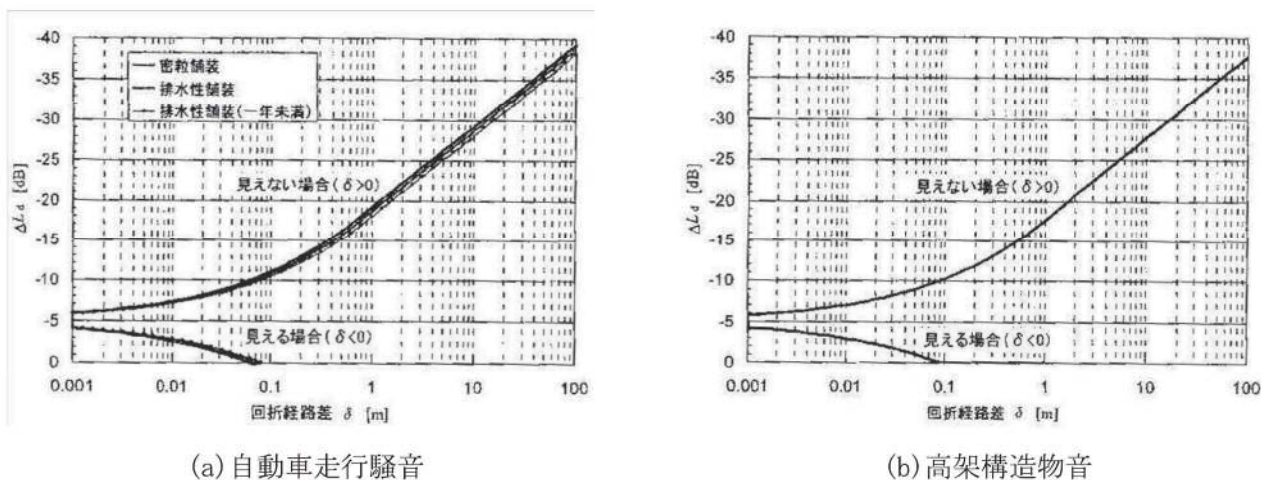 -40
-35
-30
-25
-20
-15
-10
-5
0
ΔL d [dB]
密粒舗装
排水性舗装
排水性舗装(一年未満)
見えない場合(δ>0)
見える場合(δ<0)
0.001 0.01 0.1 1 10 100
回折経路差 δ [m]
(a)自動車走行騒音
-40
-35
-30
-25
-20
-15
-10
-5
0
ΔL d [dB]
見えない場合(δ>0)
見える場合(δ<0)
0.001 0.01 0.1 1 10 100
回折経路差 δ [m]
(b)高架構造物音